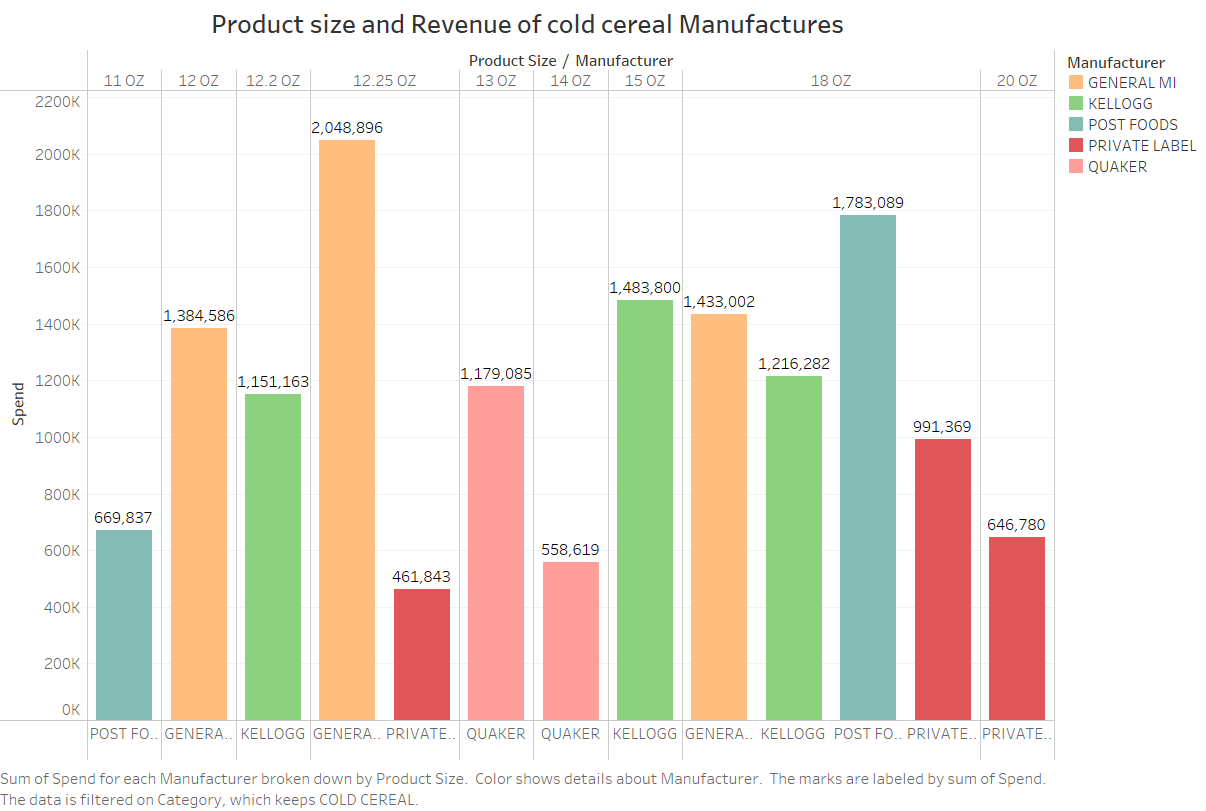 Product size and Revenue of cold cereal Manufactures
Product Size / Manufacturer
11 OZ 12 OZ 12.2 OZ 12.25 OZ 13 OZ 14 OZ 15 OZ 18 OZ 20 OZ
Manufacturer
GENERAL MI
KELLOGG
POST FOODS
PRIVATE LABEL
QUAKER
Spend
2200K
2000K
1800K
1600K
1400K
1200K
1000K
800K
600K
400K
200K
0K
669,837
1,384,586
1,151,163
2,048,896
461,843
1,179,085
558,619
1,483,800
1,433,002
1,216,282
1,783,089
991,369
646,780
POST FO.. GENERA.. KELLOGG GENERA.. PRIVATE.. QUAKER QUAKER KELLOGG GENERA.. KELLOGG POST FO.. PRIVATE.. PRIVATE..
Sum of Spend for each Manufacturer broken down by Product Size. Color shows details about Manufacturer. The marks are labeled by sum of Spend.
The data is filtered on Category, which keeps COLD CEREAL.